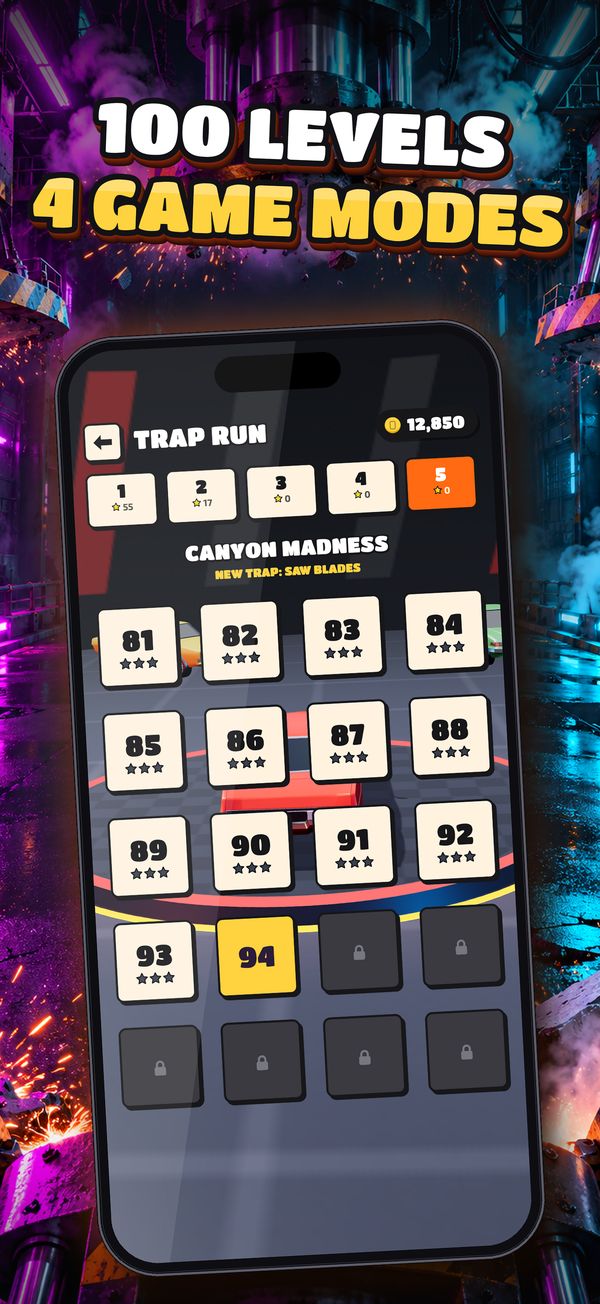 100 LEVELS
4 GAME MODES
TRAP RUN
12,850
1 2 3 4 5
55 17 0 0 0
CANYON MADNESS
NEW TRAP: SAW BLADES
81 82 83 84
85 86 87 88
89 90 91 92
93 94